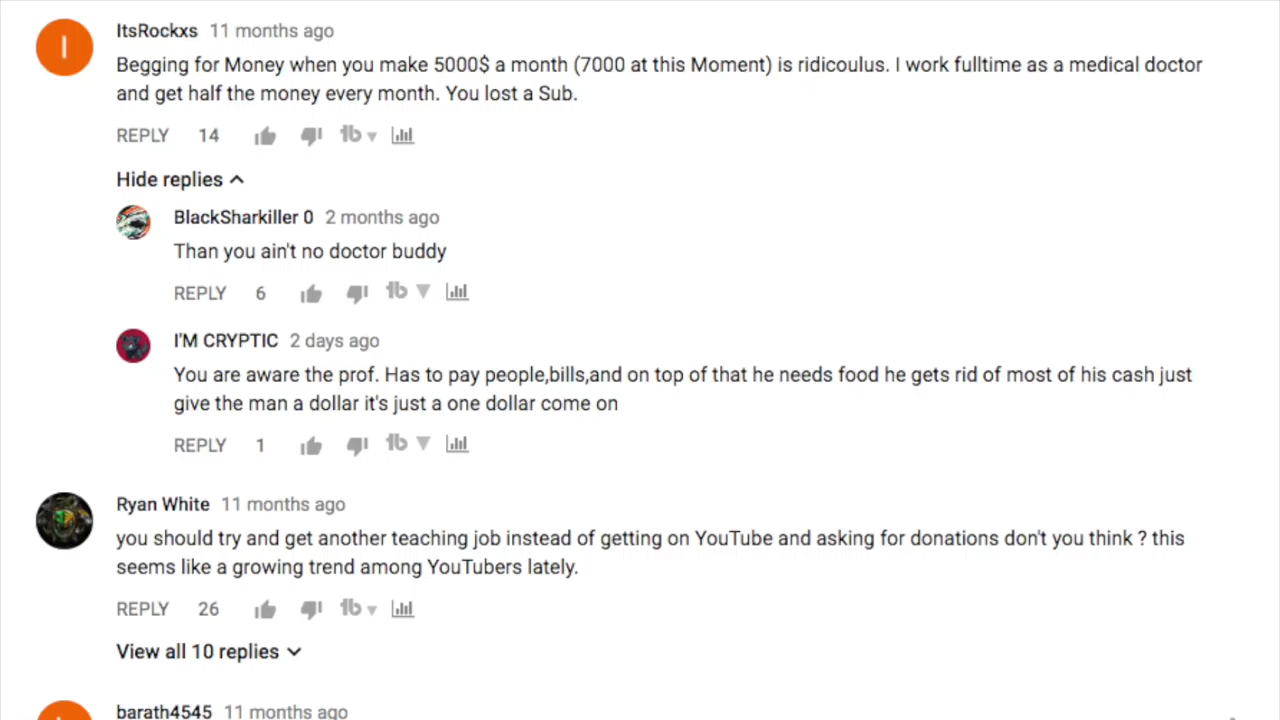 I
ItsRockxs 11 months ago
Begging for Money when you make 5000$ a month (7000 at this Moment) is ridiculus. I work fulltime as a medical doctor
and get half the money every month. You lost a Sub.
REPLY 14 tb
Hide replies
BlackSharkiller 0 2 months ago
Than you ain't no doctor buddy
REPLY 6 tb
I'M CRYPTIC 2 days ago
You are aware the prof. Has to pay people,bills,and on top of that he needs food he gets rid of most of his cash just
give the man a dollar it's just a one dollar come on
REPLY 1 tb
Ryan White 11 months ago
you should try and get another teaching job instead of getting on YouTube and asking for donations don't you think ? this
seems like a growing trend among YouTubers lately.
REPLY 26 tb
View all 10 replies
barath4545 11 months ago